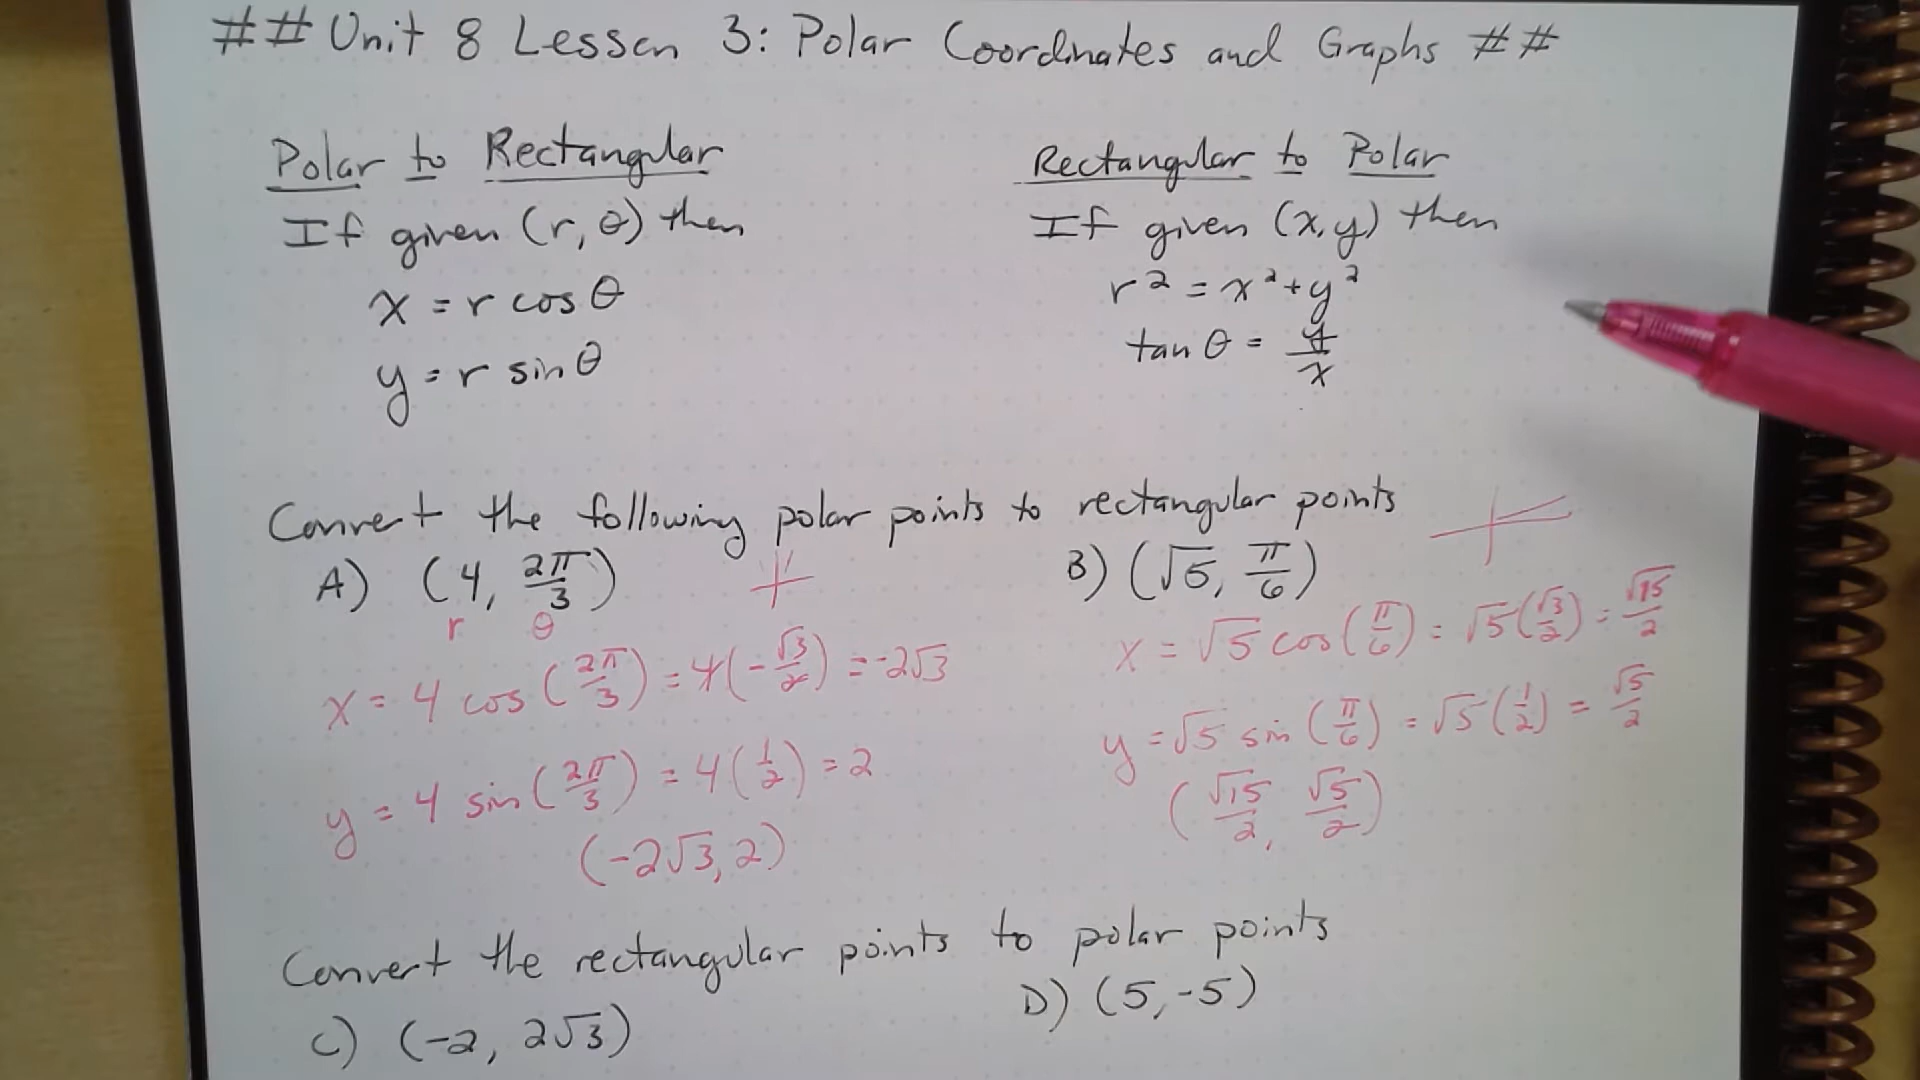 ## Unit 8 Lesson 3: Polar Coordinates and Graphs ##
Polar to Rectangular
If given (r, θ) then
x = r cos θ
y = r sin θ
Rectangular to Polar
If given (x, y) then
r² = x² + y²
tan θ = y/x
Convert the following polar points to rectangular points
A) (4, 2π/3)
r θ
x = 4 cos (2π/3) = 4(-√3/2) = -2√3
y = 4 sin (2π/3) = 4(1/2) = 2
(-2√3, 2)
B) (√5, π/6)
x = √5 cos(π/6) = √5(√3/2) = √15/2
y = √5 sin (π/6) = √5(1/2) = √5/2
(√15/2, √5/2)
Convert the rectangular points to polar points
C) (-2, 2√3)
D) (5, -5)